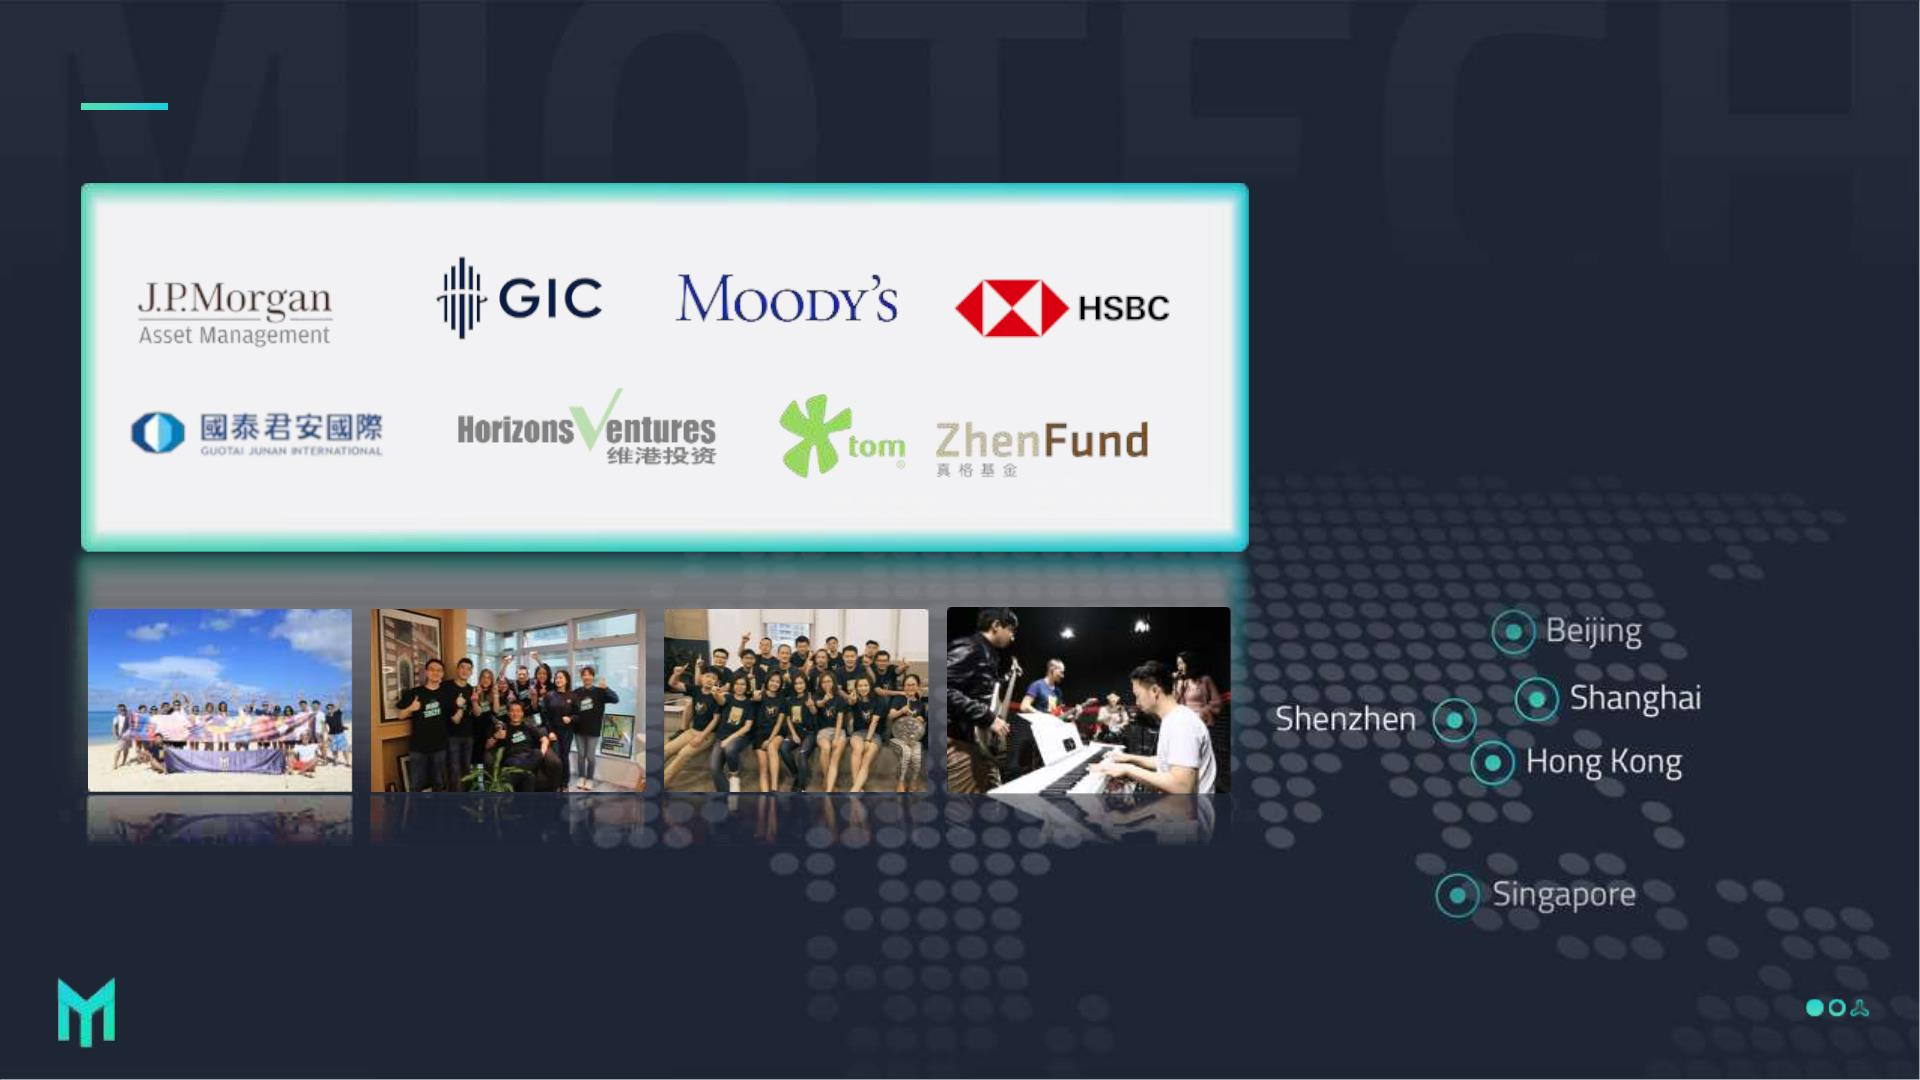 MIOTECH
J.P.Morgan
Asset Management
GIC
MOODY'S
HSBC
國泰君安國際
GUOTAI JUNAN INTERNATIONAL
Horizons Ventures
维港投资
tom
ZhenFund
真格基金
Beijing
Shanghai
Shenzhen
Hong Kong
Singapore